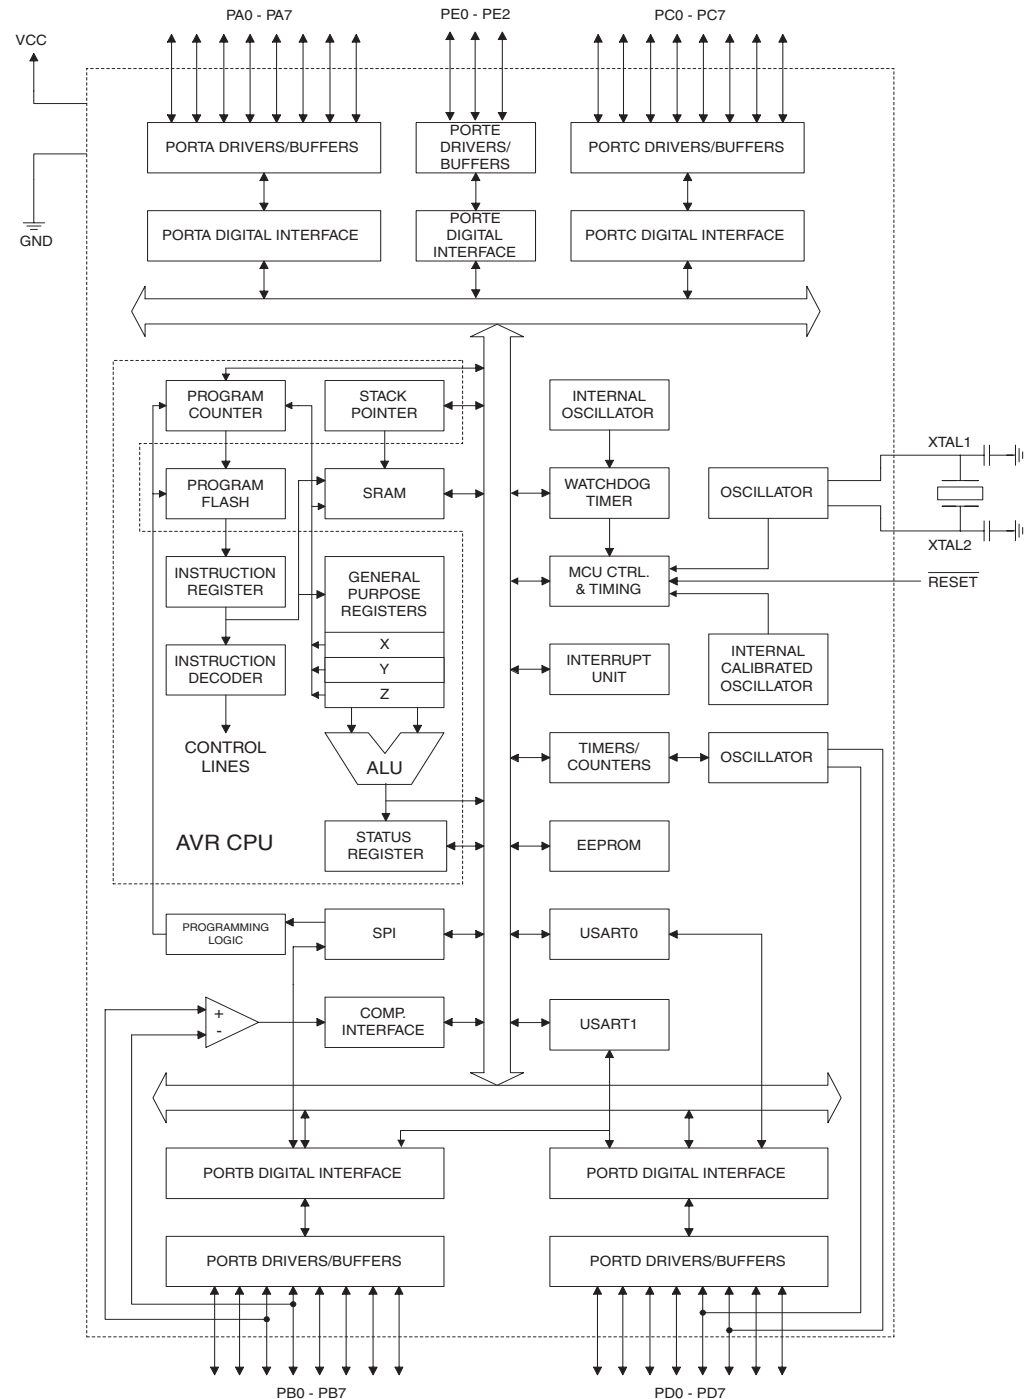 PA0 - PA7
PE0 - PE2
PC0 - PC7
VCC
GND
PORTA DRIVERS/BUFFERS
PORTE
DRIVERS/
BUFFERS
PORTC DRIVERS/BUFFERS
PORTA DIGITAL INTERFACE
PORTE
DIGITAL
INTERFACE
PORTC DIGITAL INTERFACE
PROGRAM
COUNTER
STACK
POINTER
INTERNAL
OSCILLATOR
PROGRAM
FLASH
SRAM
WATCHDOG
TIMER
OSCILLATOR
XTAL1
XTAL2
INSTRUCTION
REGISTER
GENERAL
PURPOSE
REGISTERS
X
Y
Z
MCU CTRL.
& TIMING
RESET
INSTRUCTION
DECODER
INTERRUPT
UNIT
INTERNAL
CALIBRATED
OSCILLATOR
CONTROL
LINES
ALU
TIMERS/
COUNTERS
OSCILLATOR
AVR CPU
STATUS
REGISTER
EEPROM
PROGRAMMING
LOGIC
SPI
USART0
+
-
COMP.
INTERFACE
USART1
PORTB DIGITAL INTERFACE
PORTD DIGITAL INTERFACE
PORTB DRIVERS/BUFFERS
PORTD DRIVERS/BUFFERS
PB0 - PB7
PD0 - PD7